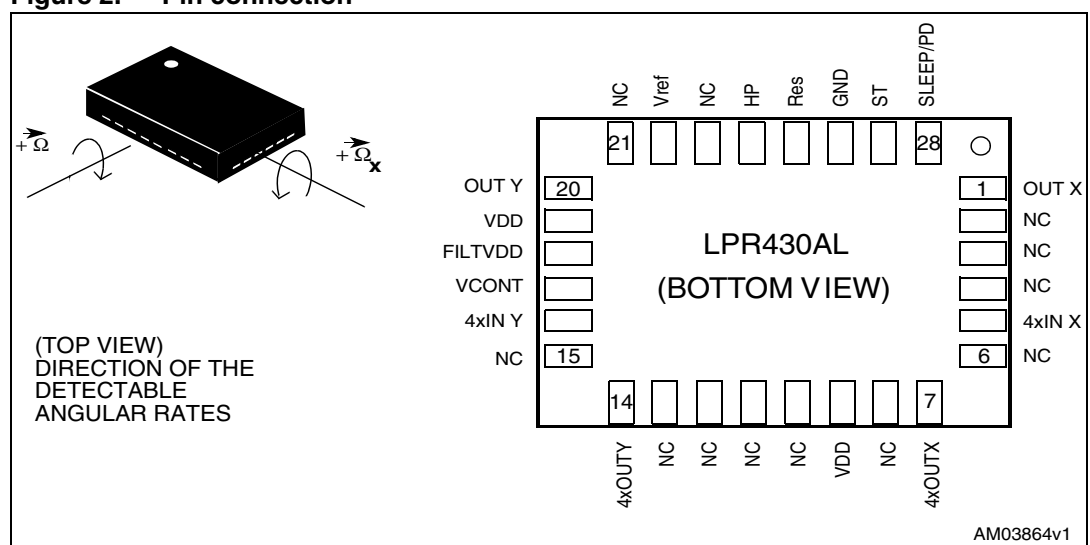 Figure 2. Pin connection
NC
Vref
NC
HP
Res
GND
ST
SLEEP/PD
21
28
+Ω
+Ωx
OUT Y
20
1
OUT X
VDD
NC
FILTVDD
NC
LPR430AL
VCONT
NC
(BOTTOM VIEW)
4xIN Y
4xIN X
NC
15
6
NC
(TOP VIEW)
DIRECTION OF THE
DETECTABLE
ANGULAR RATES
14
7
4xOUTY
NC
NC
NC
NC
VDD
NC
4xOUTX
AM03864v1